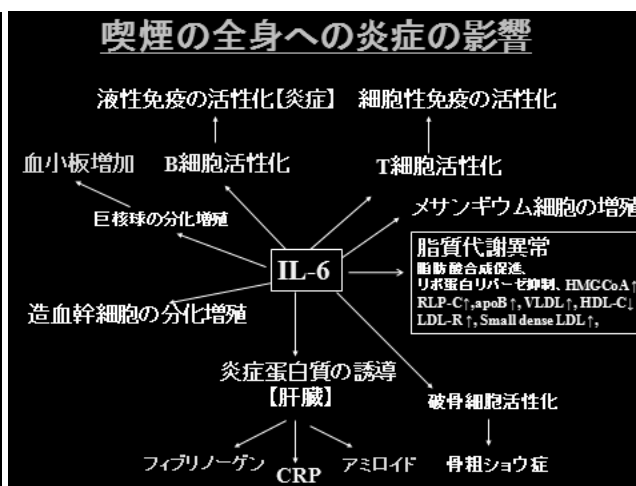 喫煙の全身への炎症の影響
液性免疫の活性化【炎症】 細胞性免疫の活性化
血小板増加 B細胞活性化 T細胞活性化
巨核球の分化増殖 メサンギウム細胞の増殖
IL-6
脂質代謝異常
脂肪酸合成促進、
リポ蛋白リパーゼ抑制、HMGCoA↑
RLP-C↑,apoB↑, VLDL↑, HDL-C↓
LDL-R↑, Small dense LDL↑,
造血幹細胞の分化増殖
炎症蛋白質の誘導
【肝臓】
破骨細胞活性化
フィブリノーゲン CRP アミロイド 骨粗ショウ症